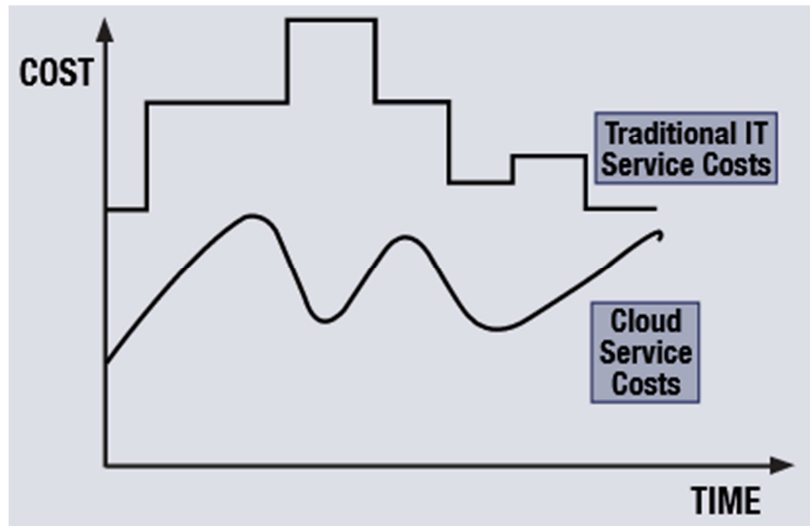 COST
Traditional IT
Service Costs
Cloud
Service
Costs
TIME